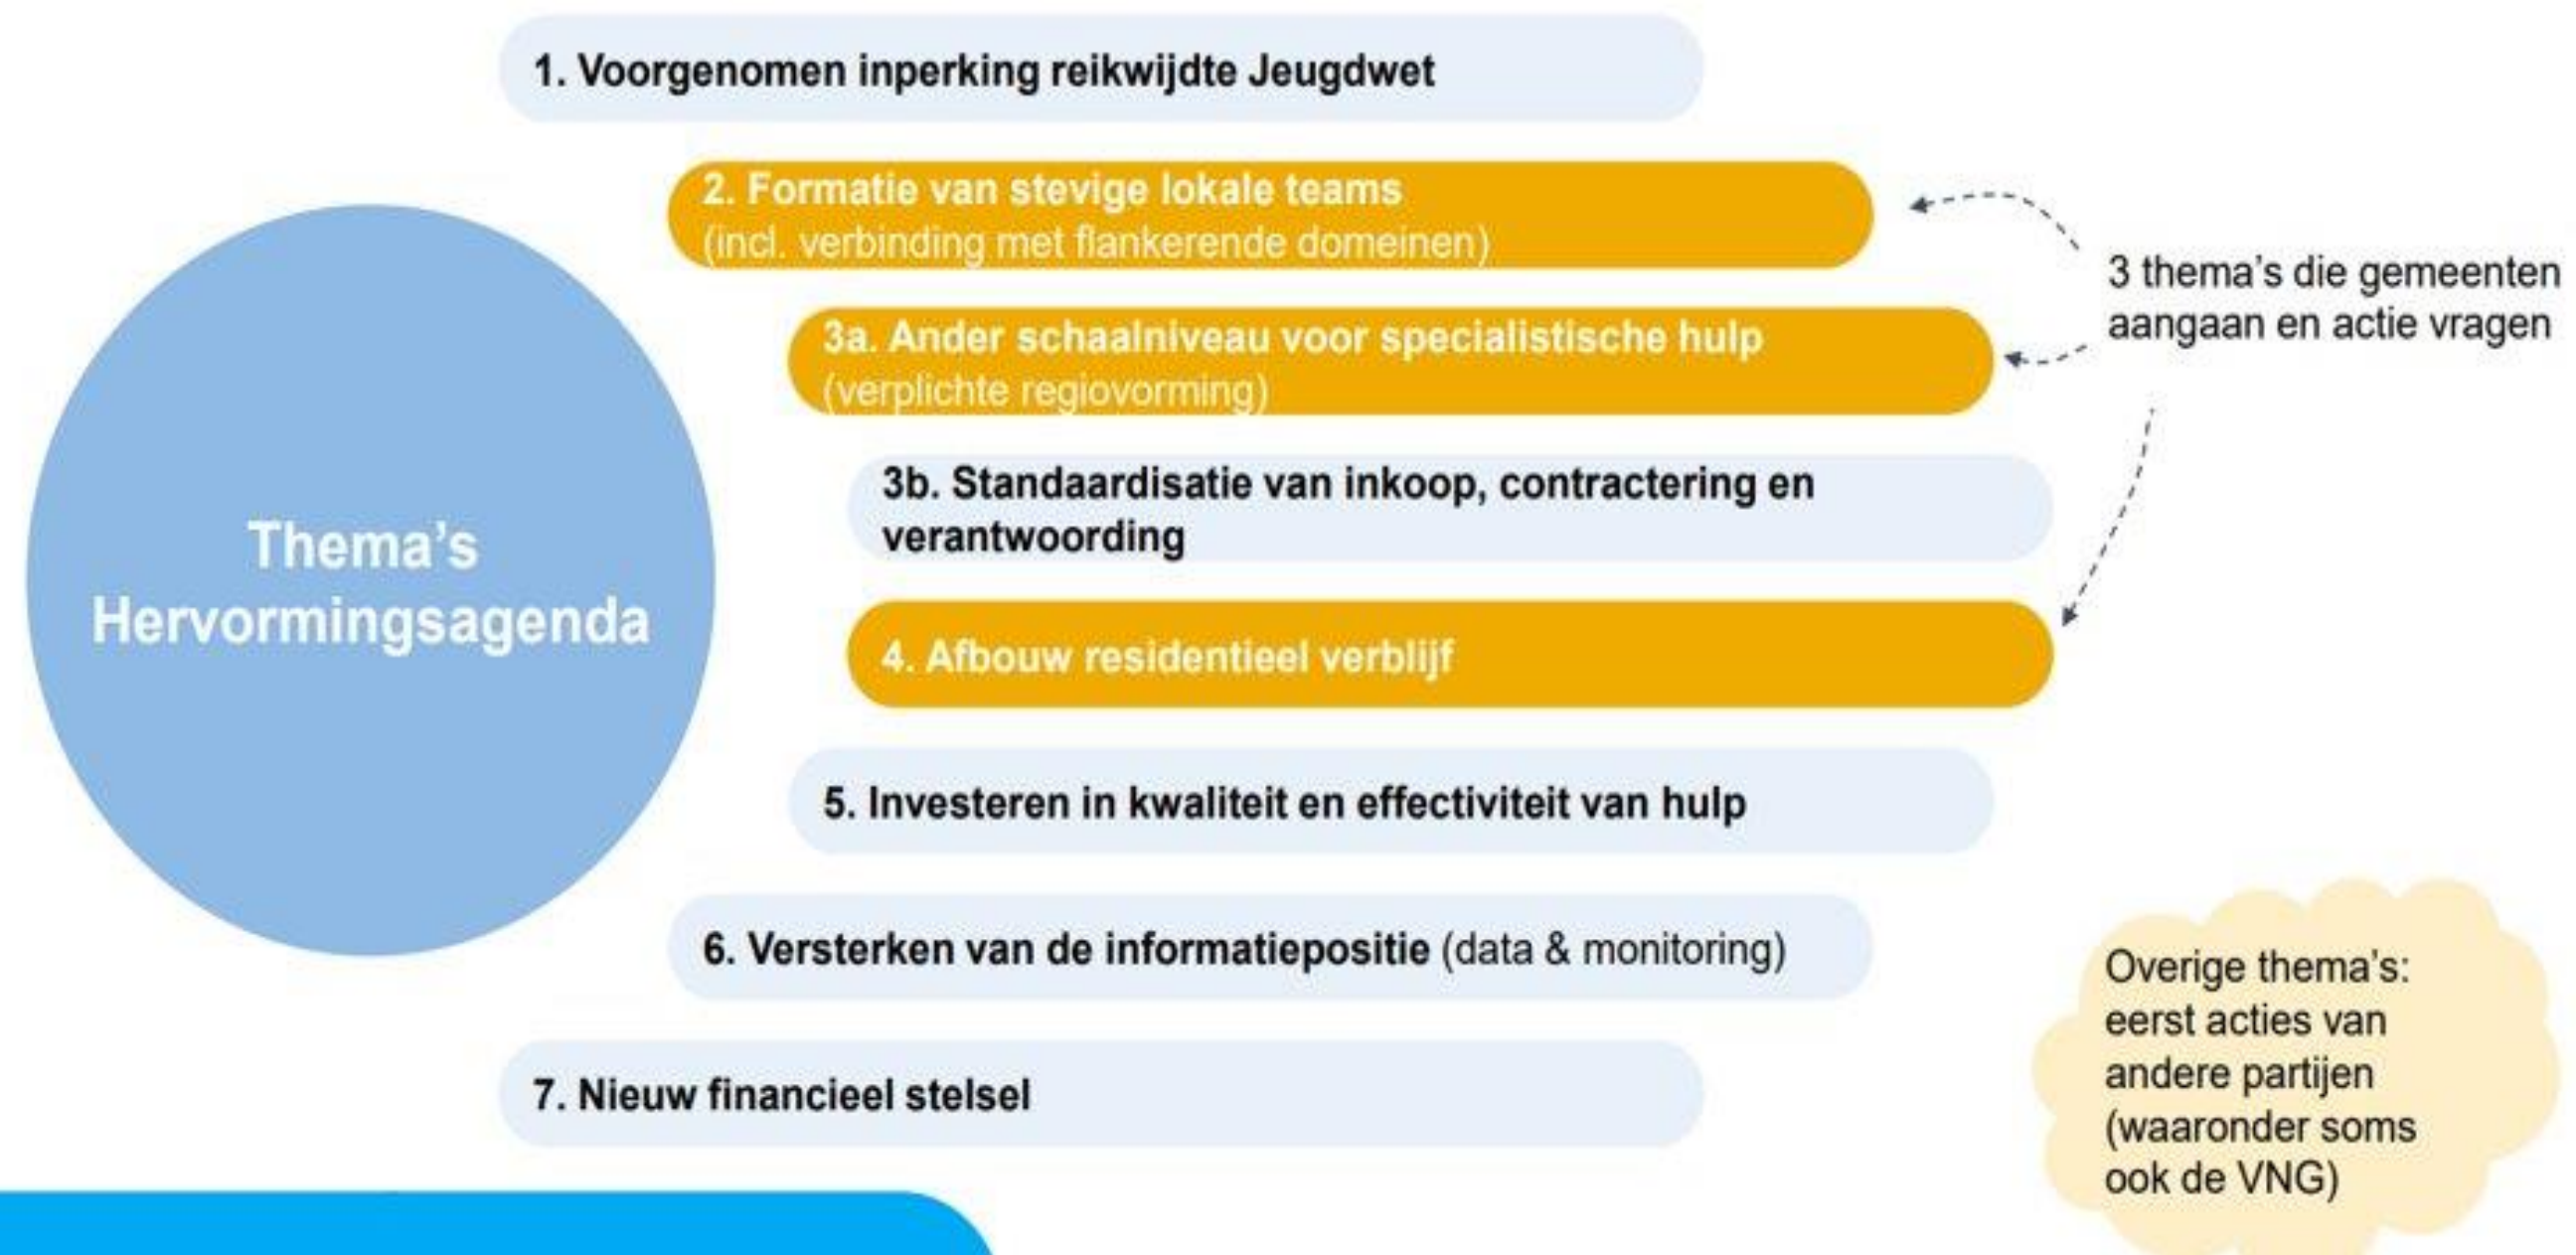 1. Voorgenomen inperking reikwijdte Jeugdwet
2. Formatie van stevige lokale teams
(incl. verbinding met flankerende domeinen)
3a. Ander schaalniveau voor specialistische hulp
(verplichte regiovorming)
3b. Standaardisatie van inkoop, contractering en
verantwoording
4. Afbouw residentieel verblijf
5. Investeren in kwaliteit en effectiviteit van hulp
6. Versterken van de informatiepositie (data & monitoring)
7. Nieuw financieel stelsel
Thema's
Hervormingsagenda
3 thema's die gemeenten
aangaan en actie vragen
Overige thema's:
eerst acties van
andere partijen
(waaronder soms
ook de VNG)